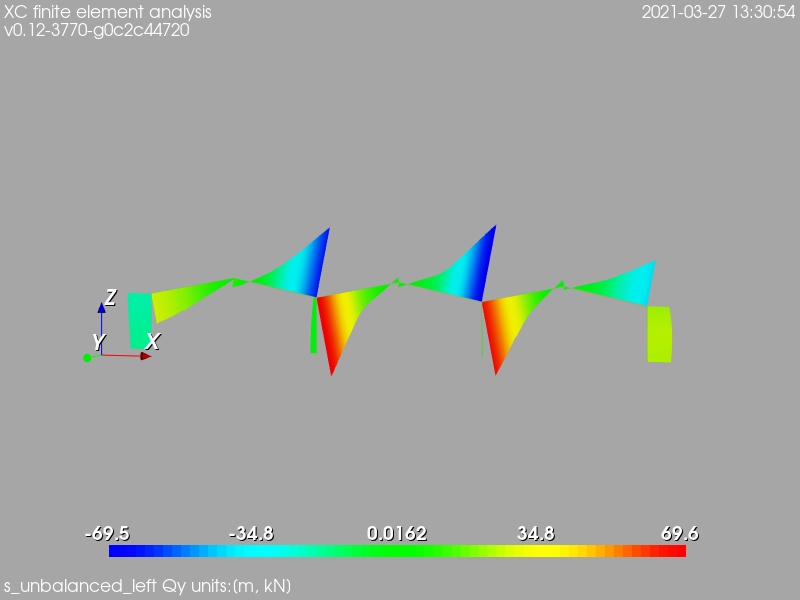 XC finite element analysis
2021-03-27 13:30:54
v0.12-3770-g0c2c44720
Z
Y
X
-69.5 -34.8 0.0162 34.8 69.6
s_unbalanced_left Qy units:[m, kN]